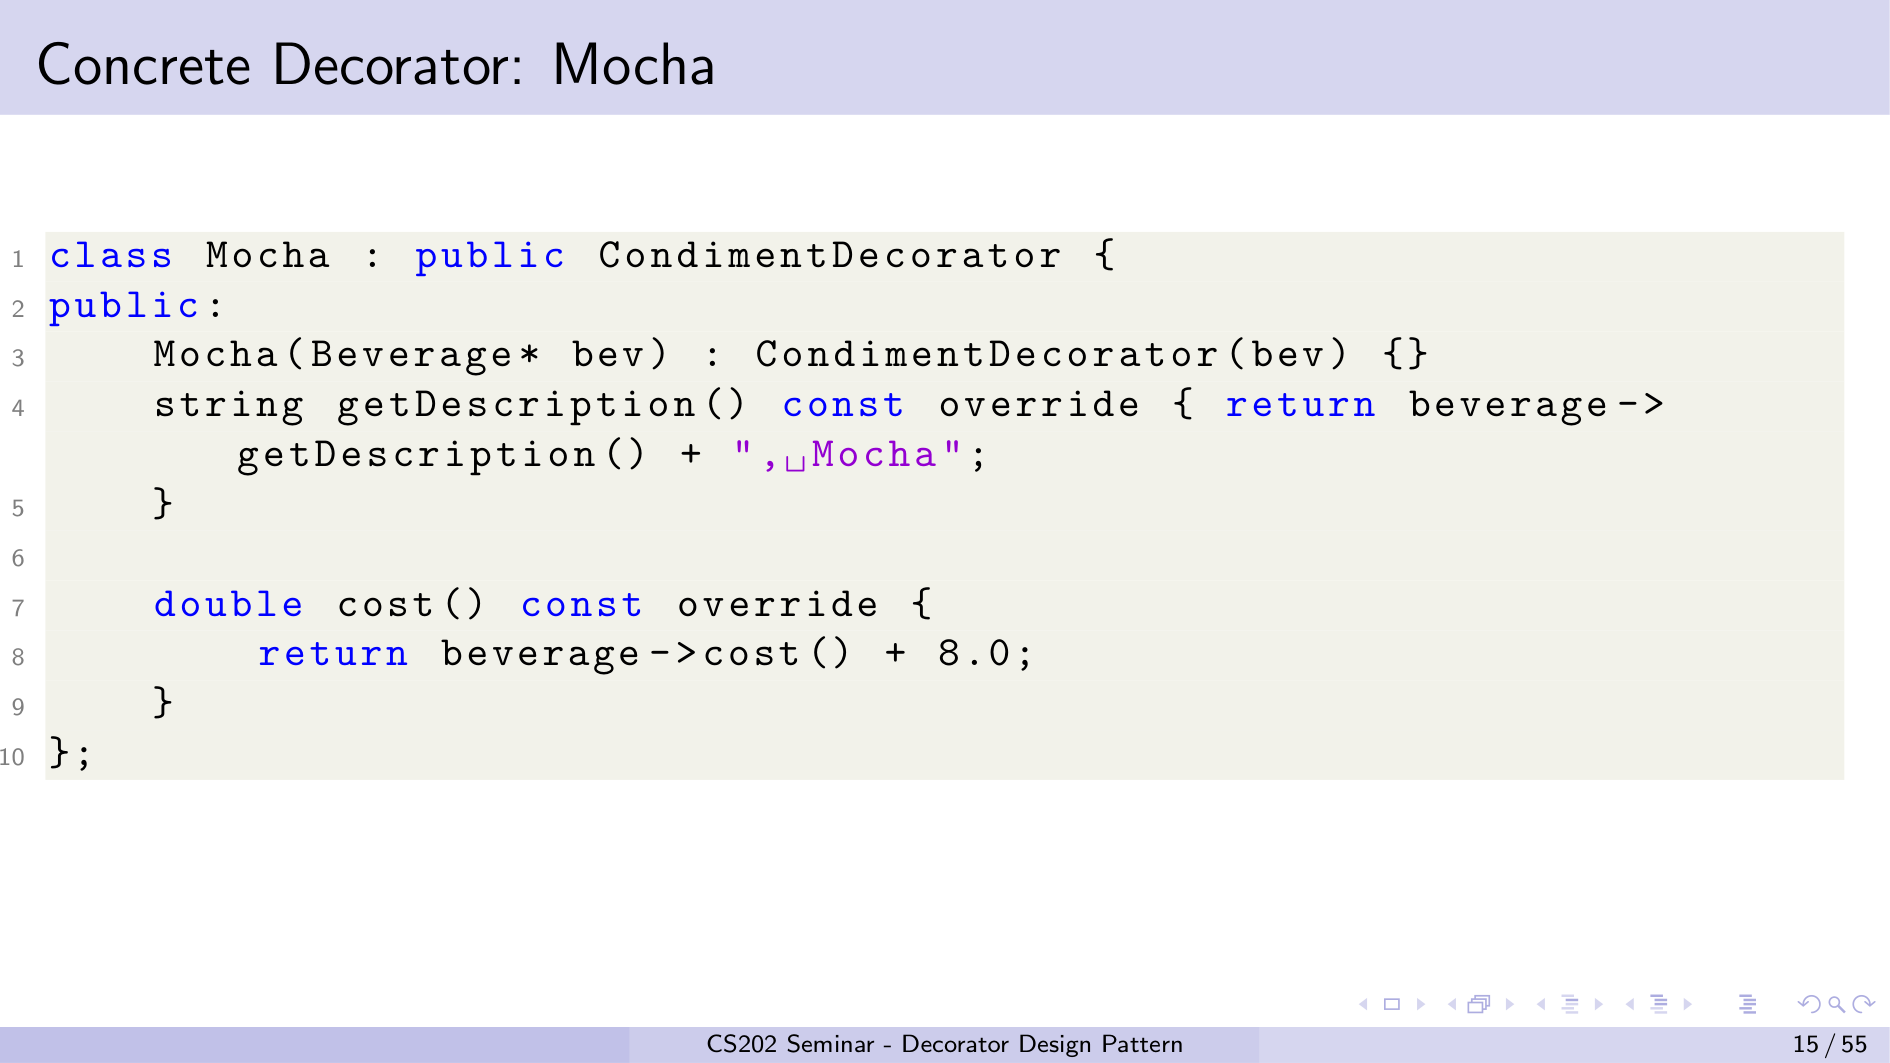 Concrete Decorator: Mocha
1 class Mocha : public CondimentDecorator {
2 public:
3     Mocha(Beverage* bev) : CondimentDecorator(bev) {}
4     string getDescription() const override { return beverage->
        getDescription() + ",␣Mocha";
5     }
6
7     double cost() const override {
8         return beverage->cost() + 8.0;
9     }
10 };
CS202 Seminar - Decorator Design Pattern
15 / 55